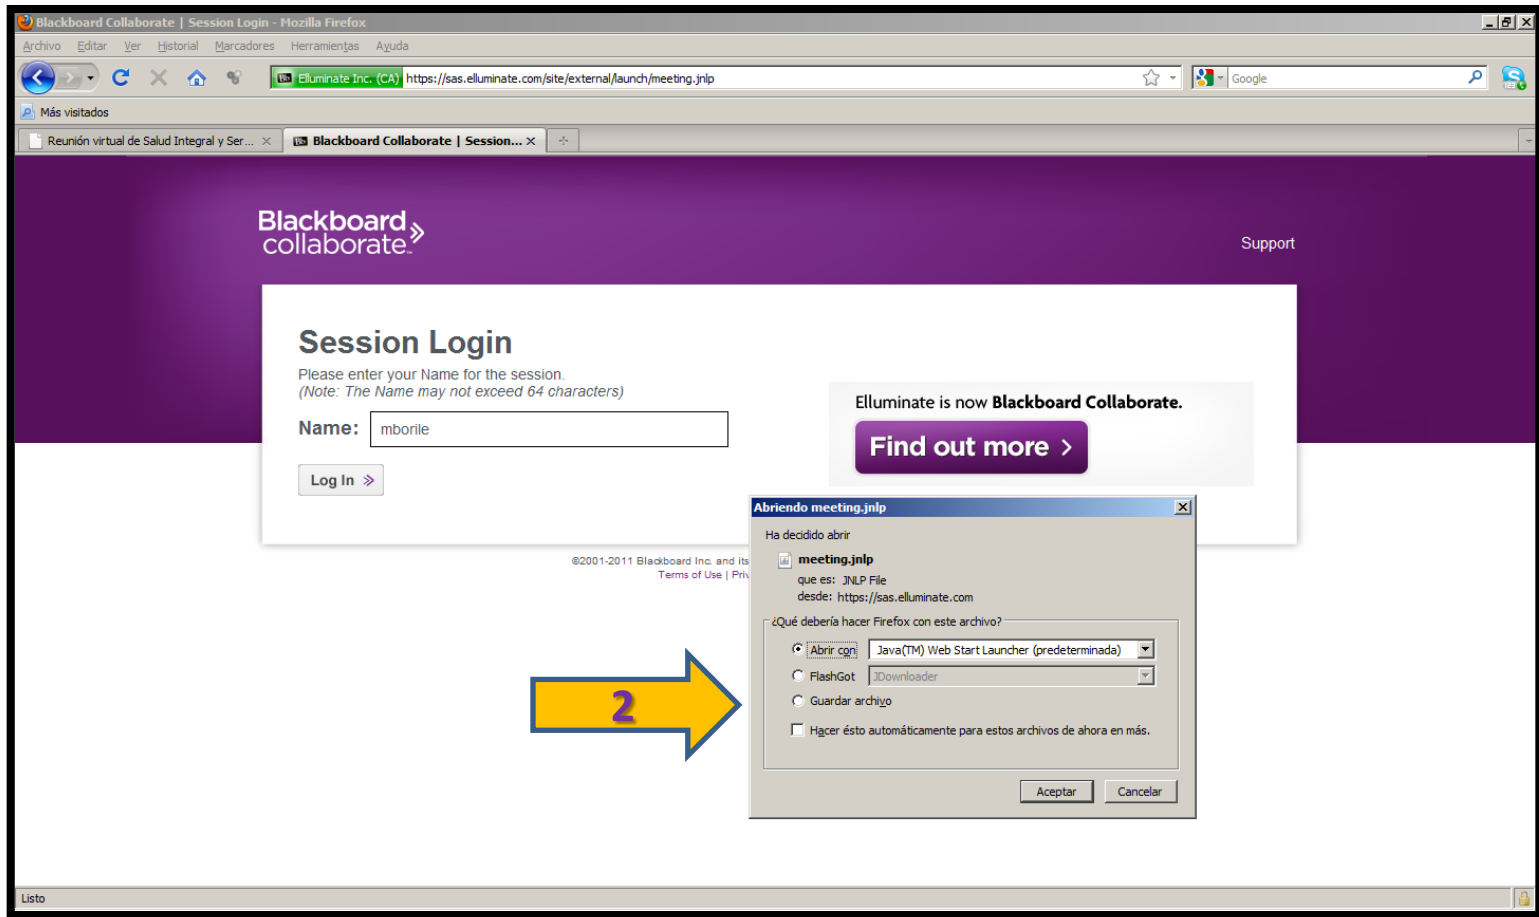 Blackboard Collaborate | Session Login - Mozilla Firefox
Archivo Editar Ver Historial Marcadores Herramientas Ayuda
Elluminate Inc. (CA) https://sas.elluminate.com/site/external/launch/meeting.jnlp Google
Más visitados
Reunión virtual de Salud Integral y Ser... Blackboard Collaborate | Session...
Blackboard
collaborate™
Support
Session Login
Please enter your Name for the session.
(Note: The Name may not exceed 64 characters)
Name: mborile
Log In
Elluminate is now Blackboard Collaborate.
Find out more >
©2001-2011 Blackboard Inc. and its
Terms of Use |
Abriendo meeting.jnlp
Ha decidido abrir
meeting.jnlp
que es: JNLP File
desde: https://sas.elluminate.com
¿Qué debería hacer Firefox con este archivo?
Abrir con Java(TM) Web Start Launcher (predeterminada)
FlashGot JDownloader
Guardar archivo
Hacer ésto automáticamente para estos archivos de ahora en más.
Aceptar Cancelar
2
Listo